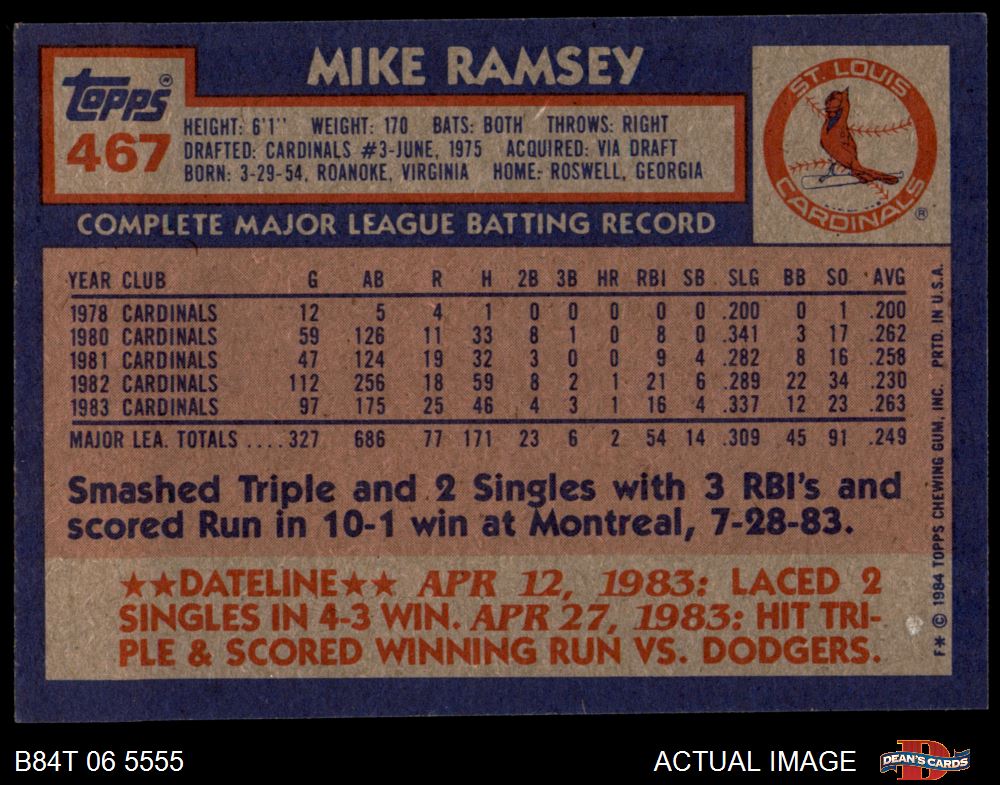 Topps®
467
MIKE RAMSEY
HEIGHT: 6'1" WEIGHT: 170 BATS: BOTH THROWS: RIGHT
DRAFTED: CARDINALS #3-JUNE, 1975 ACQUIRED: VIA DRAFT
BORN: 3-29-54, ROANOKE, VIRGINIA HOME: ROSWELL, GEORGIA
ST. LOUIS
CARDINALS
®
COMPLETE MAJOR LEAGUE BATTING RECORD
YEAR CLUB G AB R H 2B 3B HR RBI SB SLG BB SO AVG
1978 CARDINALS 12 5 4 1 0 0 0 0 0 .200 0 1 .200
1980 CARDINALS 59 126 11 33 8 1 0 8 0 .341 3 17 .262
1981 CARDINALS 47 124 19 32 3 0 0 9 4 .282 8 16 .258
1982 CARDINALS 112 256 18 59 8 2 1 21 6 .289 22 34 .230
1983 CARDINALS 97 175 25 46 4 3 1 16 4 .337 12 23 .263
MAJOR LEA. TOTALS ....327 686 77 171 23 6 2 54 14 .309 45 91 .249
Smashed Triple and 2 Singles with 3 RBI's and
scored Run in 10-1 win at Montreal, 7-28-83.
★★DATELINE★★ APR 12, 1983: LACED 2
SINGLES IN 4-3 WIN. APR 27, 1983: HIT TRI-
PLE & SCORED WINNING RUN VS. DODGERS.
F* © 1984 TOPPS CHEWING GUM, INC. PRTD. IN U.S.A.
B84T 06 5555
ACTUAL IMAGE
DEAN'S CARDS